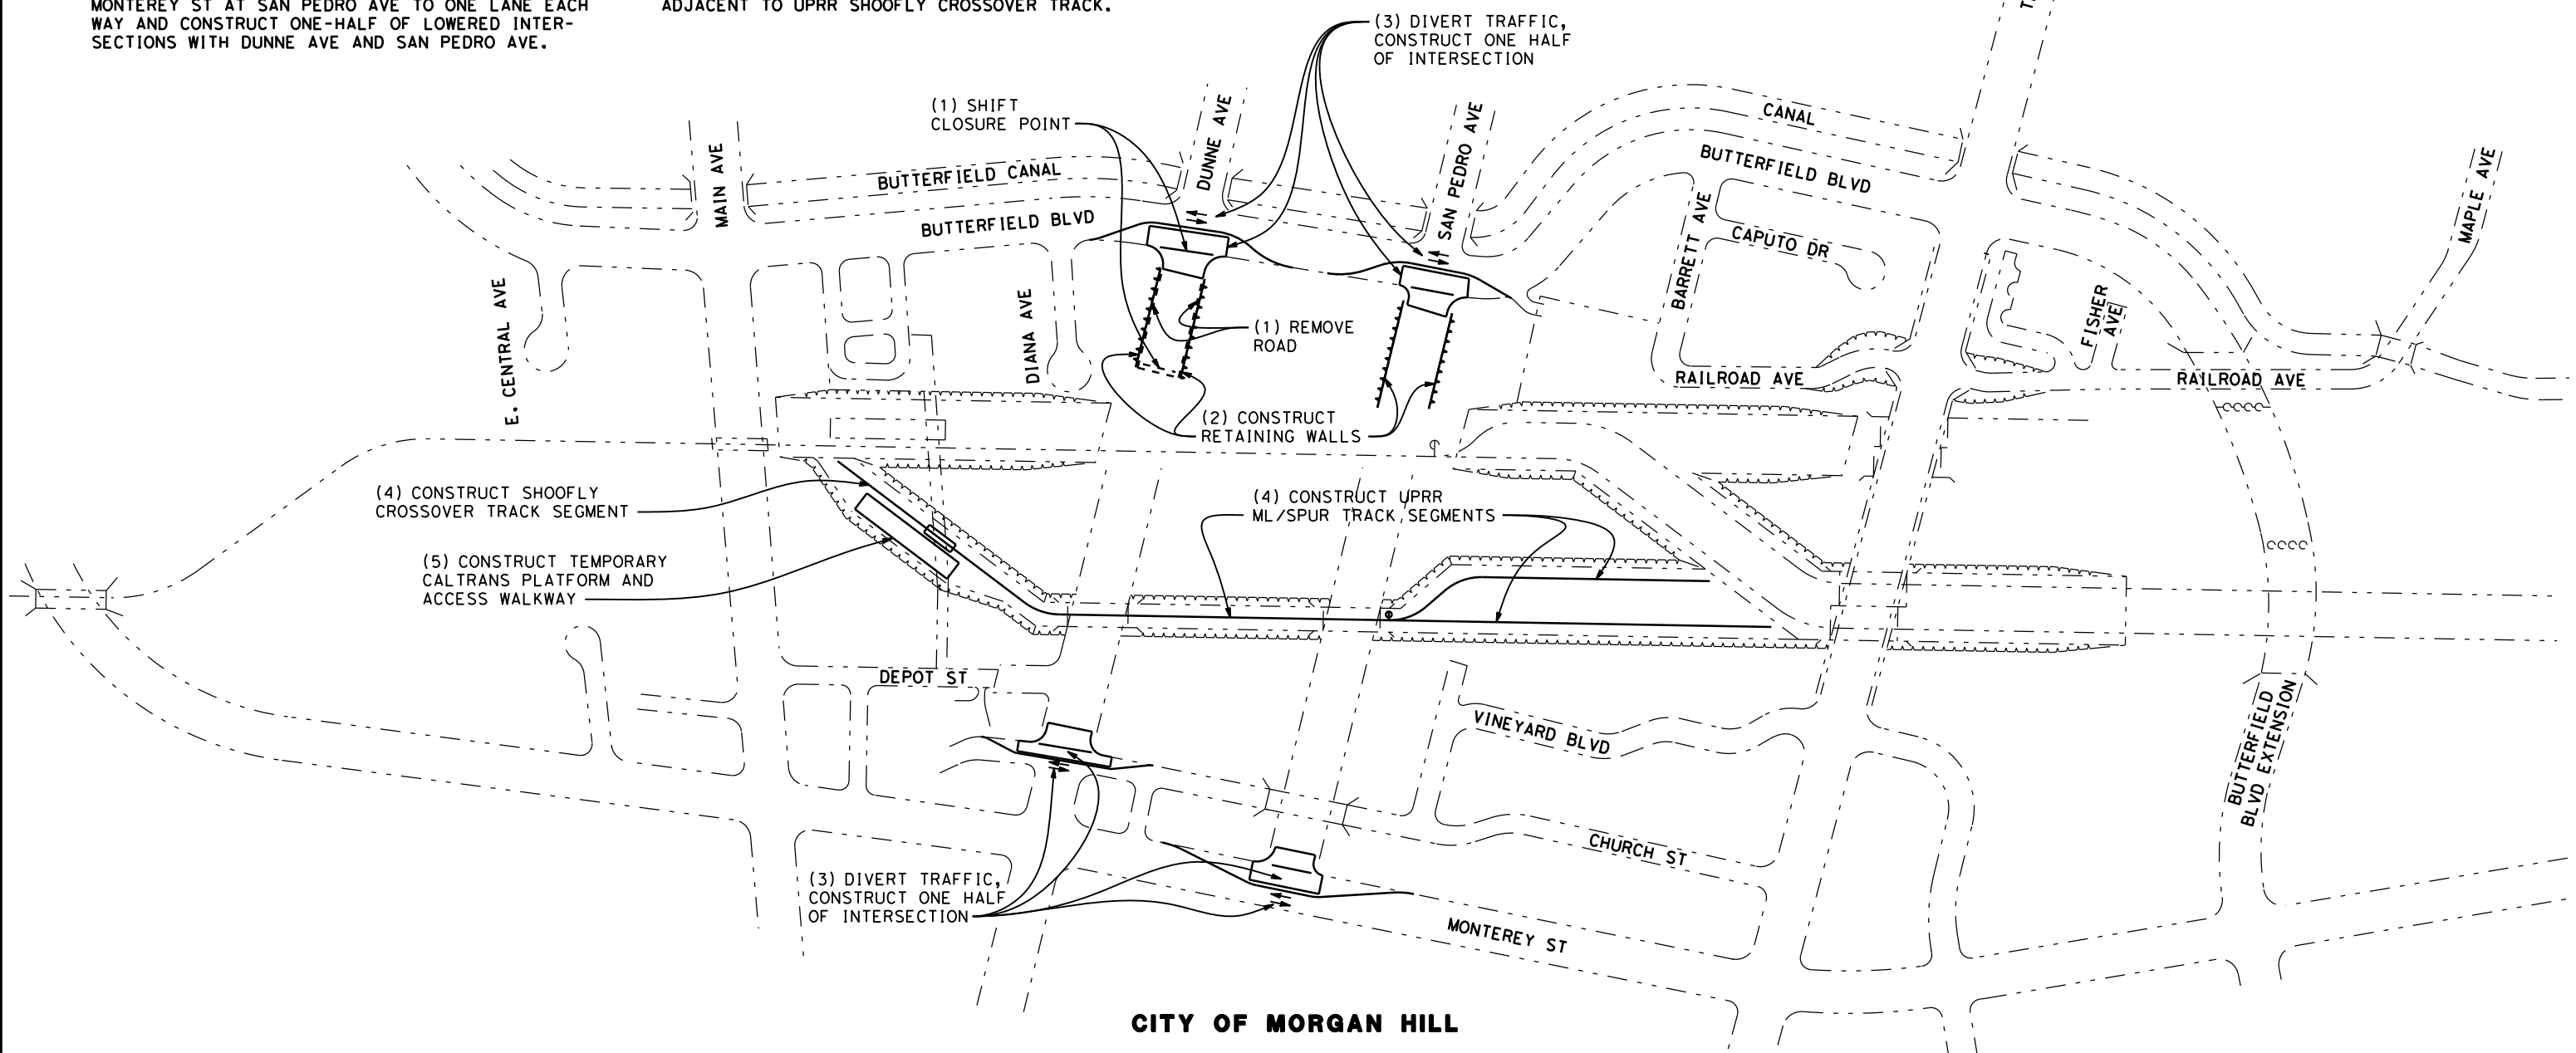 MONTEREY ST AT SAN PEDRO AVE TO ONE LANE EACH
WAY AND CONSTRUCT ONE-HALF OF LOWERED INTER-
SECTIONS WITH DUNNE AVE AND SAN PEDRO AVE.
ADJACENT TO UPRR SHOOFLY CROSSOVER TRACK.
(3) DIVERT TRAFFIC,
CONSTRUCT ONE HALF
OF INTERSECTION
(1) SHIFT
CLOSURE POINT
MAIN AVE
BUTTERFIELD CANAL
BUTTERFIELD BLVD
DUNNE AVE
SAN PEDRO AVE
CANAL
BUTTERFIELD BLVD
BARRETT AVE
CAPUTO DR
MAPLE AVE
E. CENTRAL AVE
DIANA AVE
(1) REMOVE
ROAD
FISHER
AVE
RAILROAD AVE
RAILROAD AVE
(2) CONSTRUCT
RETAINING WALLS
(4) CONSTRUCT SHOOFLY
CROSSOVER TRACK SEGMENT
(4) CONSTRUCT UPRR
ML/SPUR TRACK SEGMENTS
(5) CONSTRUCT TEMPORARY
CALTRANS PLATFORM AND
ACCESS WALKWAY
DEPOT ST
VINEYARD BLVD
BUTTERFIELD
BLVD EXTENSION
CHURCH ST
(3) DIVERT TRAFFIC,
CONSTRUCT ONE HALF
OF INTERSECTION
MONTEREY ST
CITY OF MORGAN HILL